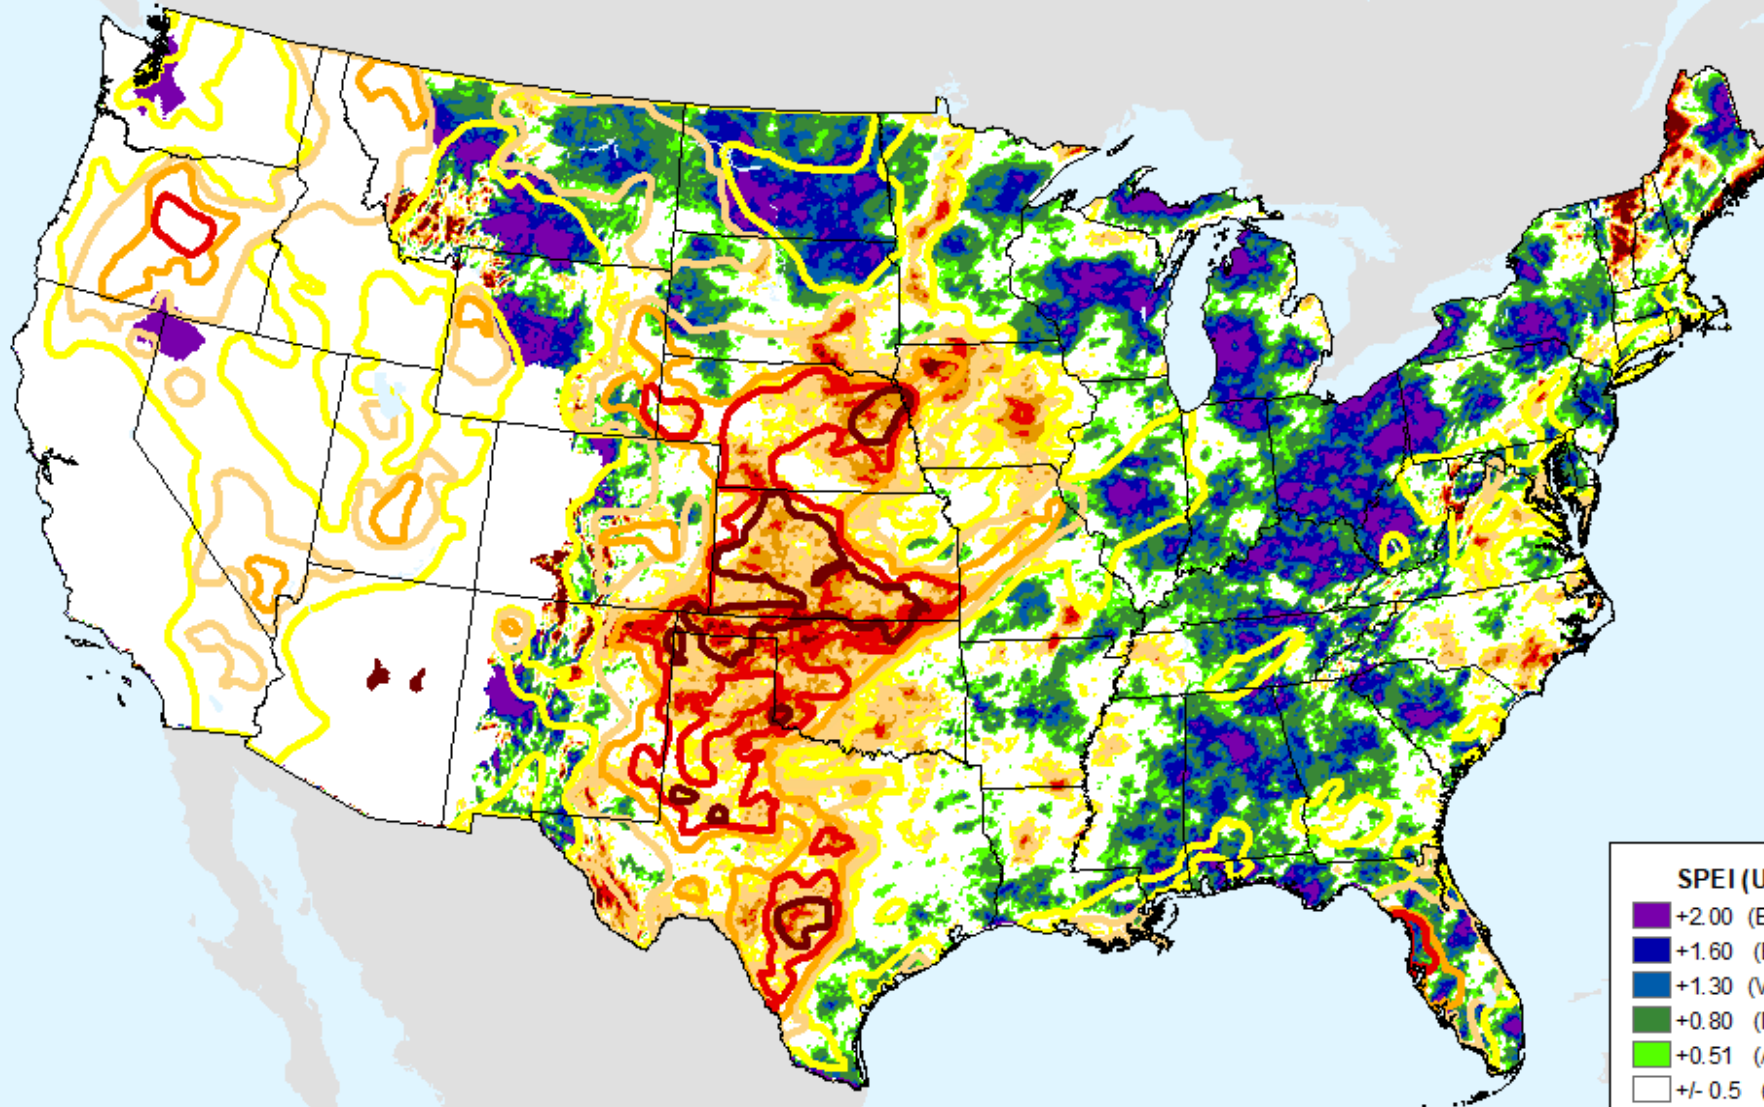 SPEI (U
+2.00 (E
+1.60 (
+1.30 (V
+0.80 (
+0.51 (
+/- 0.5 (